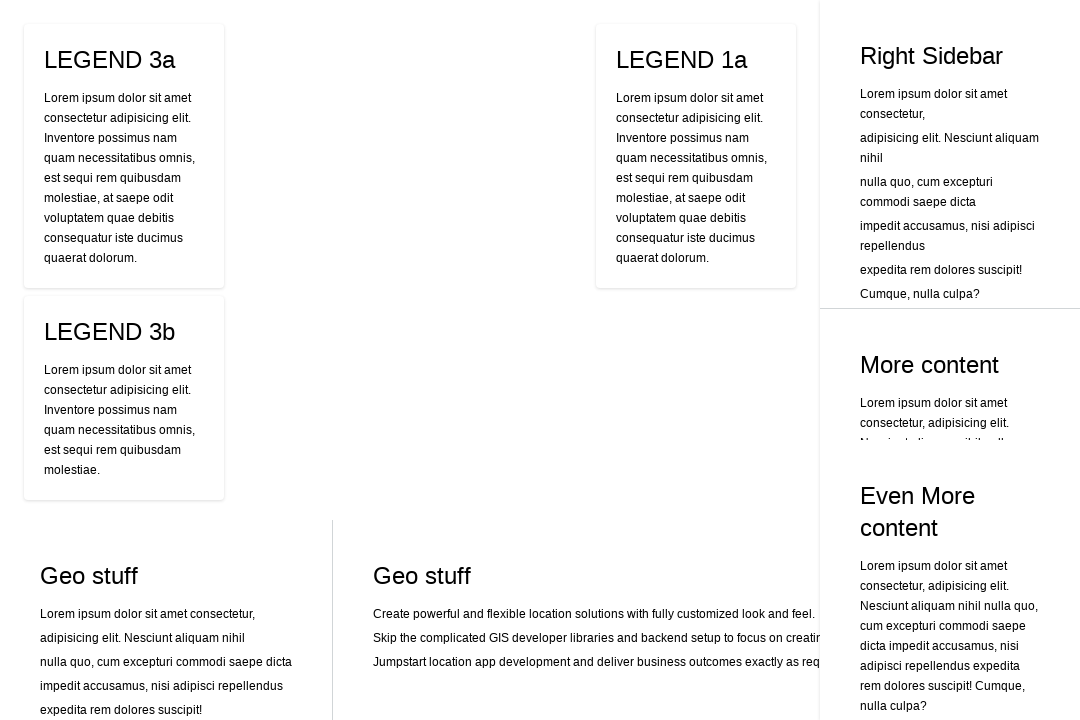 LEGEND 3a
Lorem ipsum dolor sit amet
consectetur adipisicing elit.
Inventore possimus nam
quam necessitatibus omnis,
est sequi rem quibusdam
molestiae, at saepe odit
voluptatem quae debitis
consequatur iste ducimus
quaerat dolorum.
LEGEND 3b
Lorem ipsum dolor sit amet
consectetur adipisicing elit.
Inventore possimus nam
quam necessitatibus omnis,
est sequi rem quibusdam
molestiae.
LEGEND 1a
Lorem ipsum dolor sit amet
consectetur adipisicing elit.
Inventore possimus nam
quam necessitatibus omnis,
est sequi rem quibusdam
molestiae, at saepe odit
voluptatem quae debitis
consequatur iste ducimus
quaerat dolorum.
Geo stuff
Lorem ipsum dolor sit amet consectetur,
adipisicing elit. Nesciunt aliquam nihil
nulla quo, cum excepturi commodi saepe dicta
impedit accusamus, nisi adipisci repellendus
expedita rem dolores suscipit!
Geo stuff
Create powerful and flexible location solutions with fully customized look and feel.
Skip the complicated GIS developer libraries and backend setup to focus on
Jumpstart location app development and deliver business outcomes exactly as
Right Sidebar
Lorem ipsum dolor sit amet
consectetur,
adipisicing elit. Nesciunt aliquam
nihil
nulla quo, cum excepturi
commodi saepe dicta
impedit accusamus, nisi adipisci
repellendus
expedita rem dolores suscipit!
Cumque, nulla culpa?
More content
Lorem ipsum dolor sit amet
consectetur, adipisicing elit.
Even More
content
Lorem ipsum dolor sit amet
consectetur, adipisicing elit.
Nesciunt aliquam nihil nulla quo,
cum excepturi commodi saepe
dicta impedit accusamus, nisi
adipisci repellendus expedita
rem dolores suscipit! Cumque,
nulla culpa?